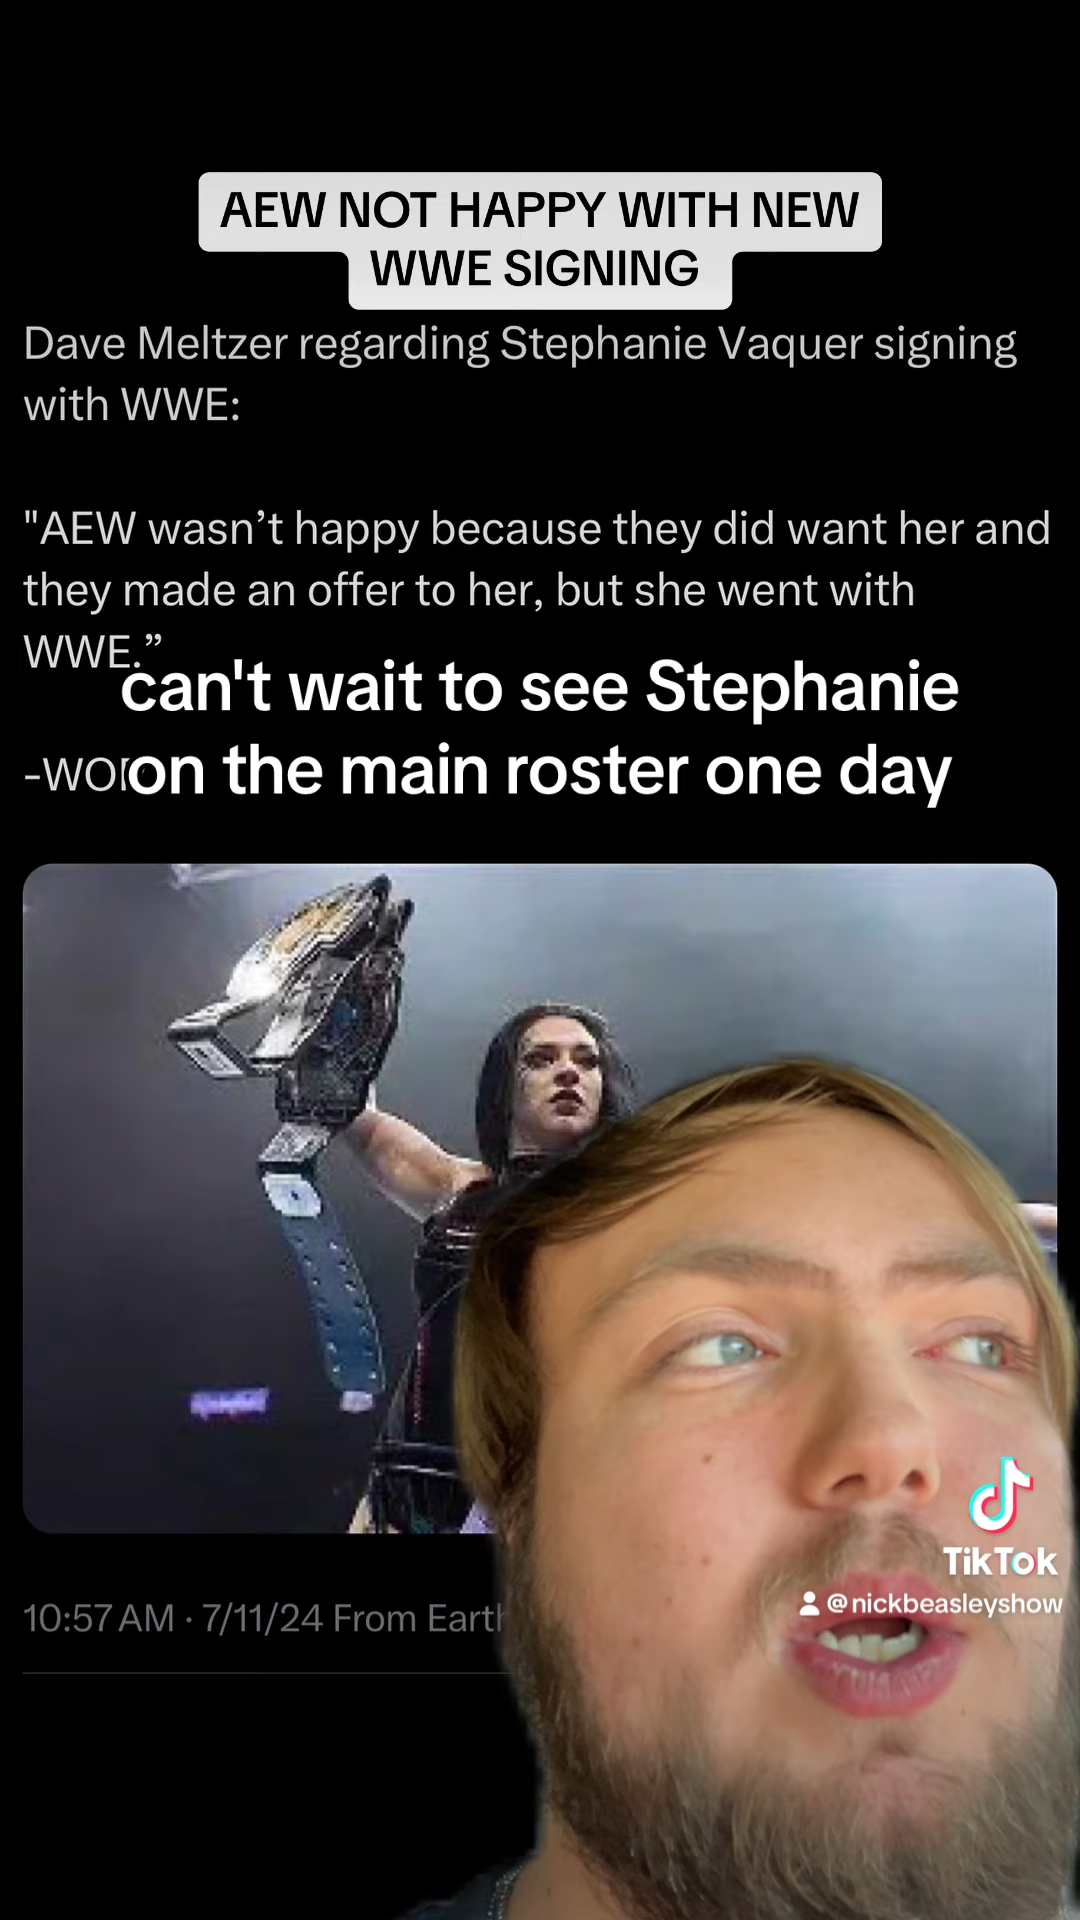 AEW NOT HAPPY WITH NEW
WWE SIGNING
Dave Meltzer regarding Stephanie Vaquer signing
with WWE:
"AEW wasn’t happy because they did want her and
they made an offer to her, but she went with
WWE.”
can't wait to see Stephanie
on the main roster one day
10:57 AM · 7/11/24 From Earth
TikTok
@nickbeasleyshow